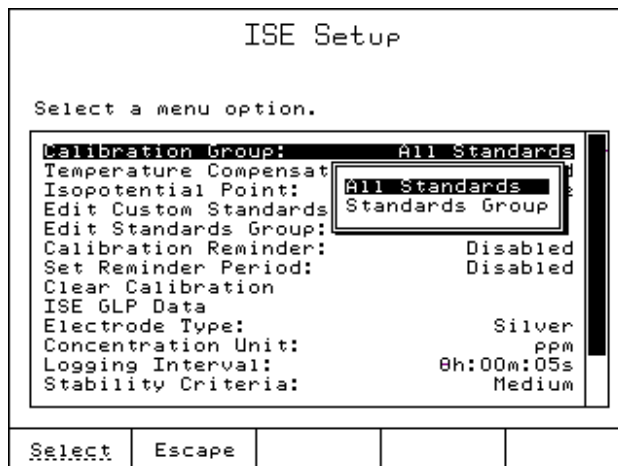 ISE Setup
Select a menu option.
Calibration Group: All Standards
Temperature Compensat
Isopotential Point:
Edit Custom Standards
Edit Standards Group:
All Standards
Standards Group
Calibration Reminder: Disabled
Set Reminder Period: Disabled
Clear Calibration
ISE GLP Data
Electrode Type: Silver
Concentration Unit: ppm
Logging Interval: 0h:00m:05s
Stability Criteria: Medium
Select Escape